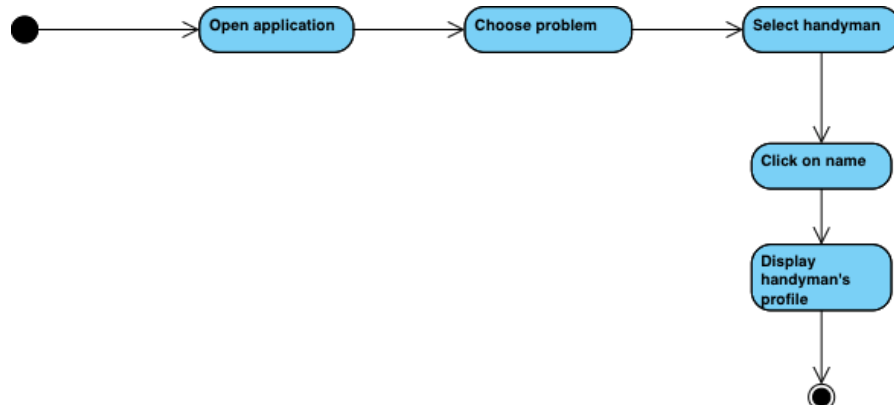 Open application
Choose problem
Select handyman
Click on name
Display
handyman's
profile